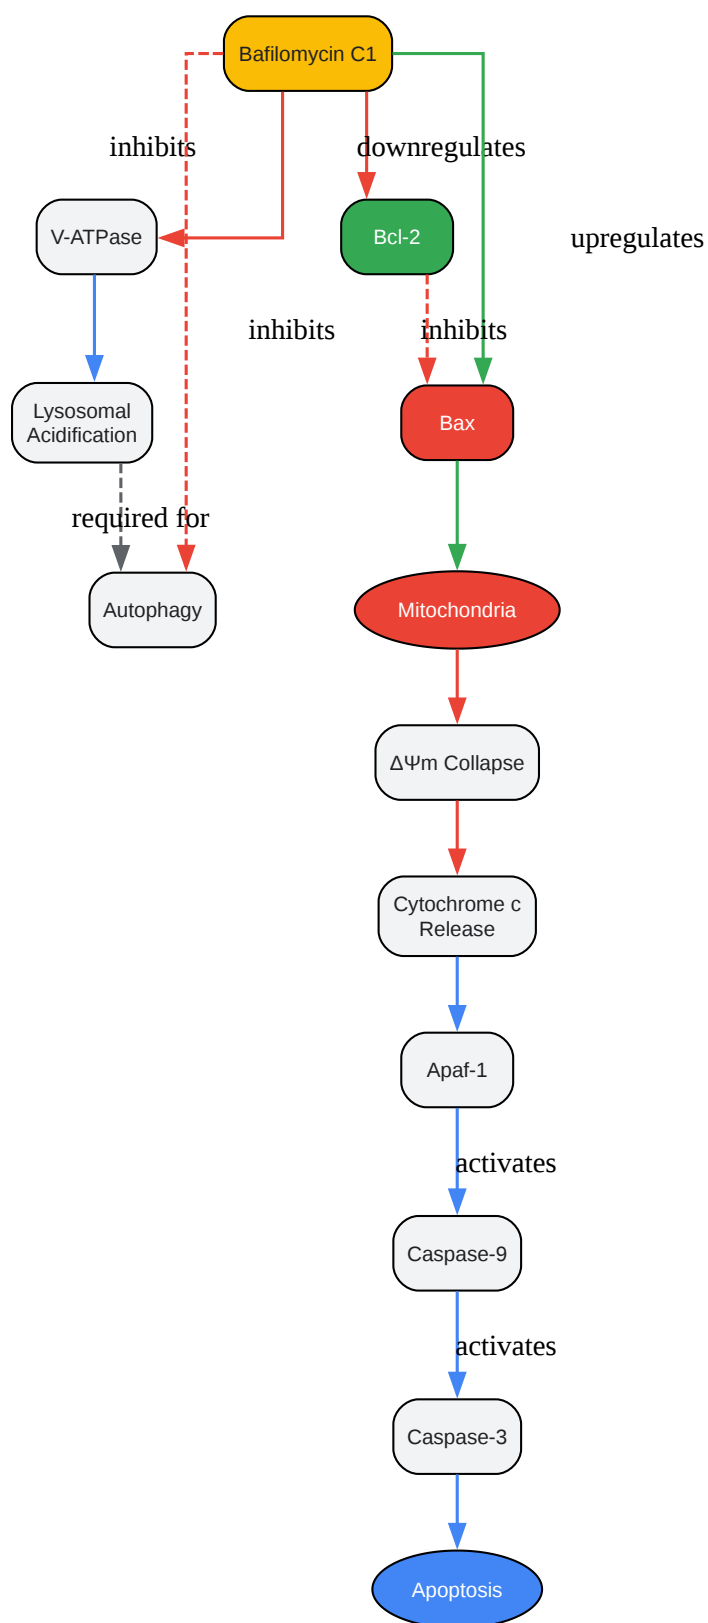 Bafilomycin C1
inhibits
downregulates
V-ATPase
Bcl-2
upregulates
inhibits
inhibits
Lysosomal
Acidification
Bax
required for
Autophagy
Mitochondria
ΔΨm Collapse
Cytochrome c
Release
Apaf-1
activates
Caspase-9
activates
Caspase-3
Apoptosis